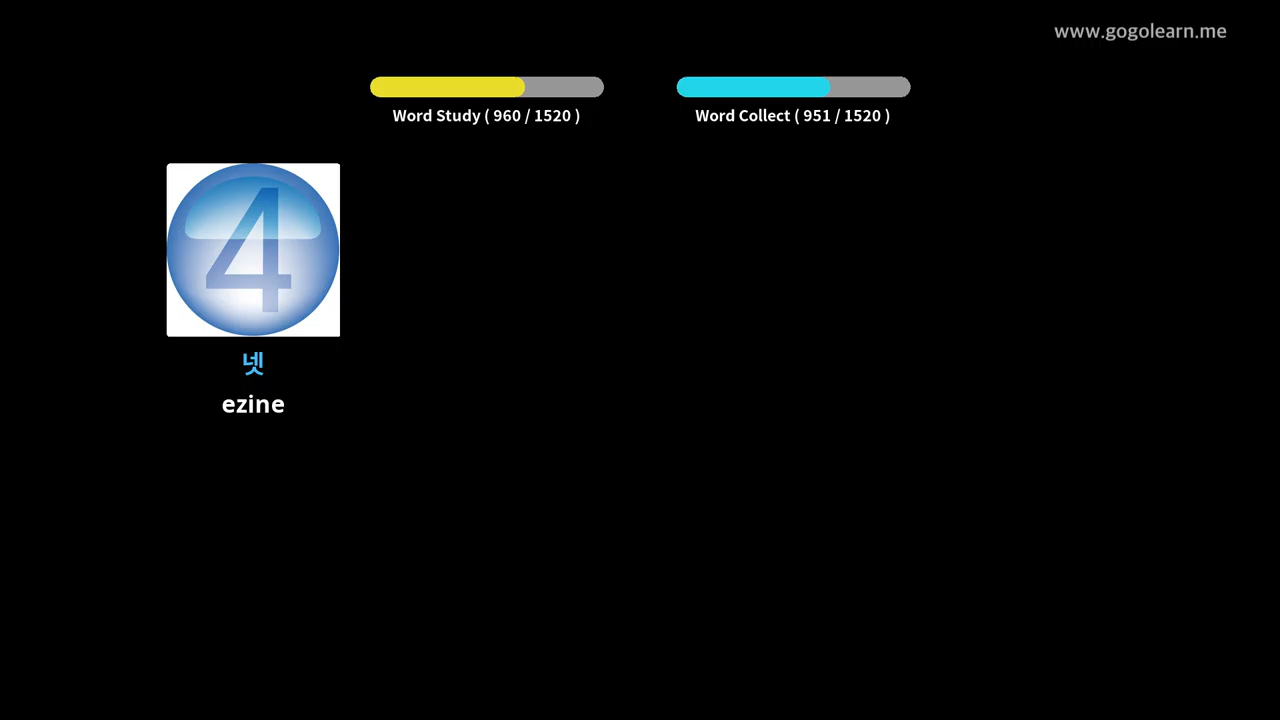 www.gogolearn.me
Word Study ( 960 / 1520 )
Word Collect ( 951 / 1520 )
4
넷
ezine